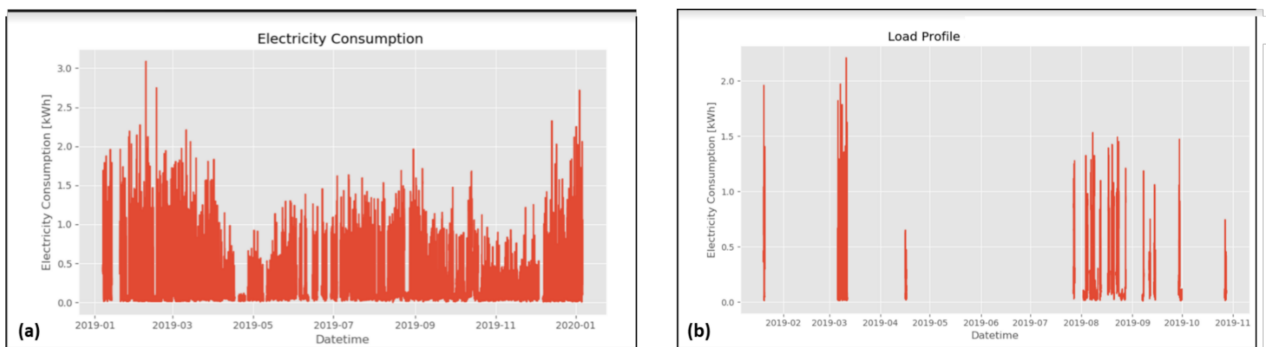 Electricity Consumption
Electricity Consumption [kWh]
3.0
2.5
2.0
1.5
1.0
0.5
0.0
2019-01 2019-03 2019-05 2019-07 2019-09 2019-11 2020-01
Datetime
(a)
Load Profile
Electricity Consumption [kWh]
2.0
1.5
1.0
0.5
0
2019-02 2019-03 2019-04 2019-05 2019-06 2019-07 2019-08 2019-09 2019-10 2019-11
Datetime
(b)